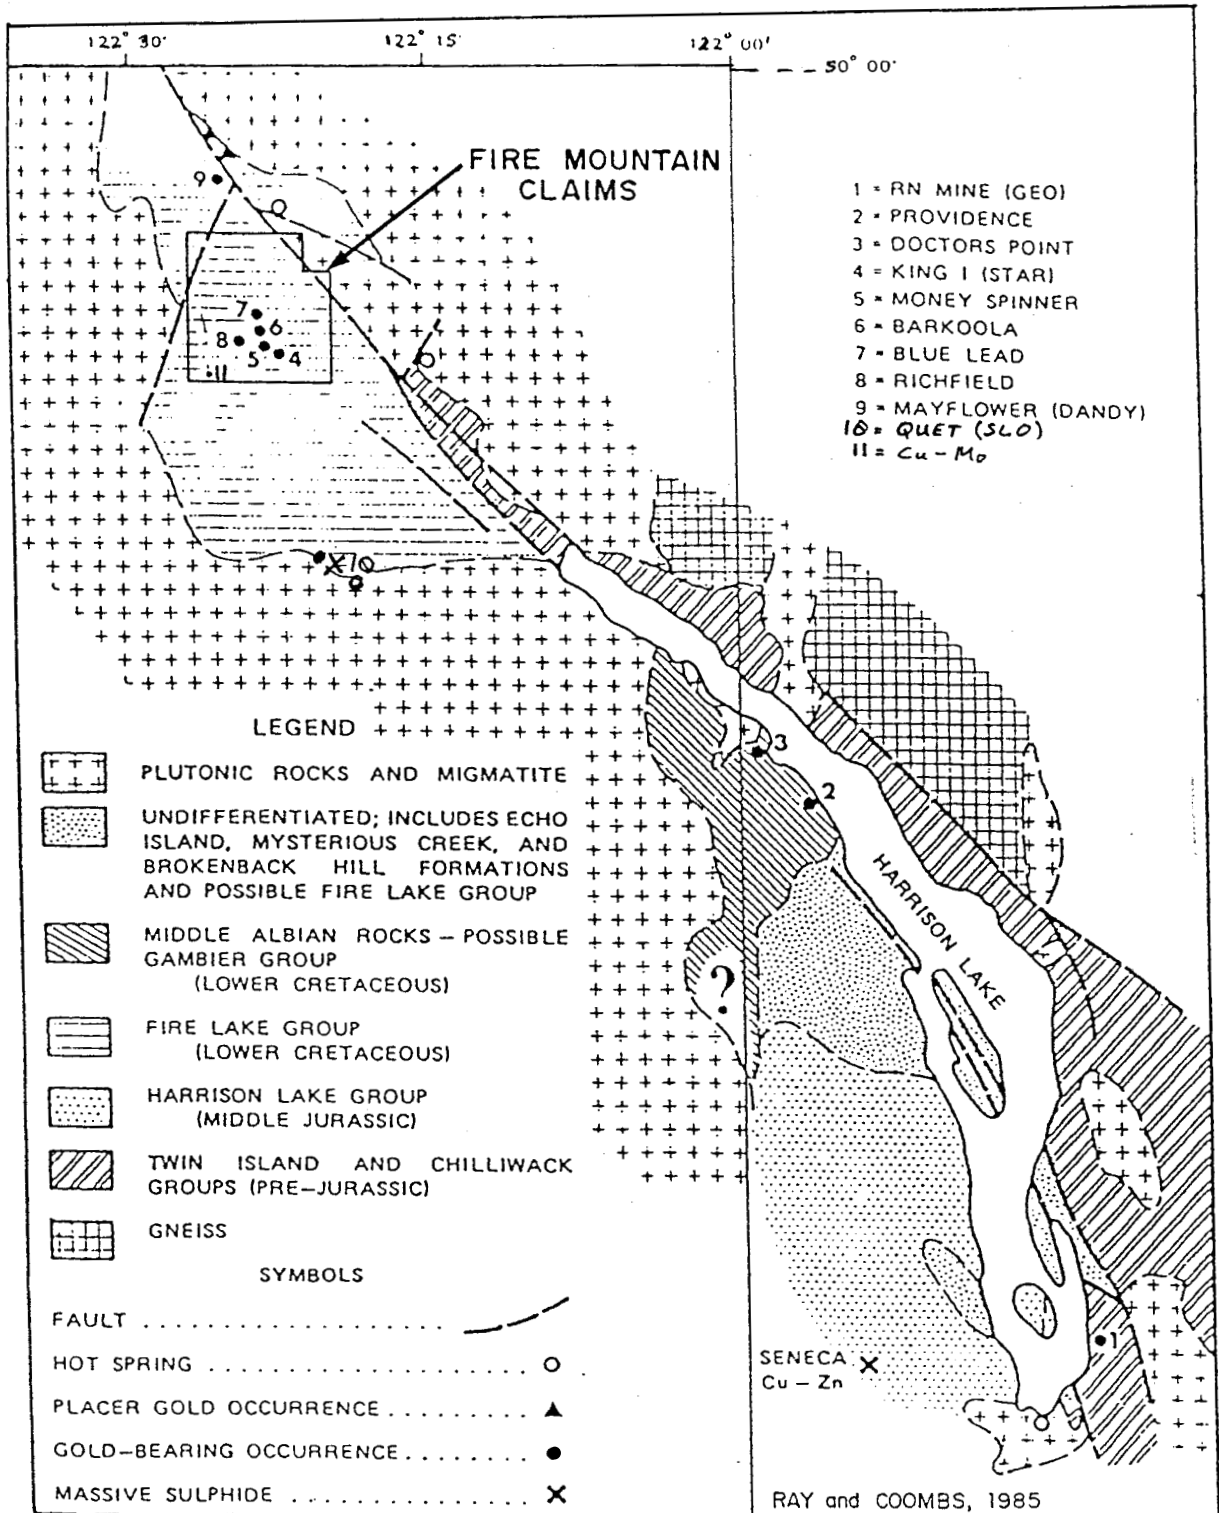 122° 30'
122° 15'
122° 00'
50° 00'
FIRE MOUNTAIN
CLAIMS
1 = RN MINE (GEO)
2 = PROVIDENCE
3 = DOCTORS POINT
4 = KING 1 (STAR)
5 = MONEY SPINNER
6 = BARKOOLA
7 = BLUE LEAD
8 = RICHFIELD
9 = MAYFLOWER (DANDY)
10 = QUET (SLO)
11 = Cu-Mo
9
7
6
8
5
4
11
10
3
2
HARRISON LAKE
?
1
SENECA
Cu – Zn
LEGEND
PLUTONIC ROCKS AND MIGMATITE
UNDIFFERENTIATED; INCLUDES ECHO
ISLAND, MYSTERIOUS CREEK, AND
BROKENBACK HILL FORMATIONS
AND POSSIBLE FIRE LAKE GROUP
MIDDLE ALBIAN ROCKS – POSSIBLE
GAMBIER GROUP
(LOWER CRETACEOUS)
FIRE LAKE GROUP
(LOWER CRETACEOUS)
HARRISON LAKE GROUP
(MIDDLE JURASSIC)
TWIN ISLAND AND CHILLIWACK
GROUPS (PRE–JURASSIC)
GNEISS
SYMBOLS
FAULT
HOT SPRING
PLACER GOLD OCCURRENCE
GOLD–BEARING OCCURRENCE
MASSIVE SULPHIDE
RAY and COOMBS, 1985